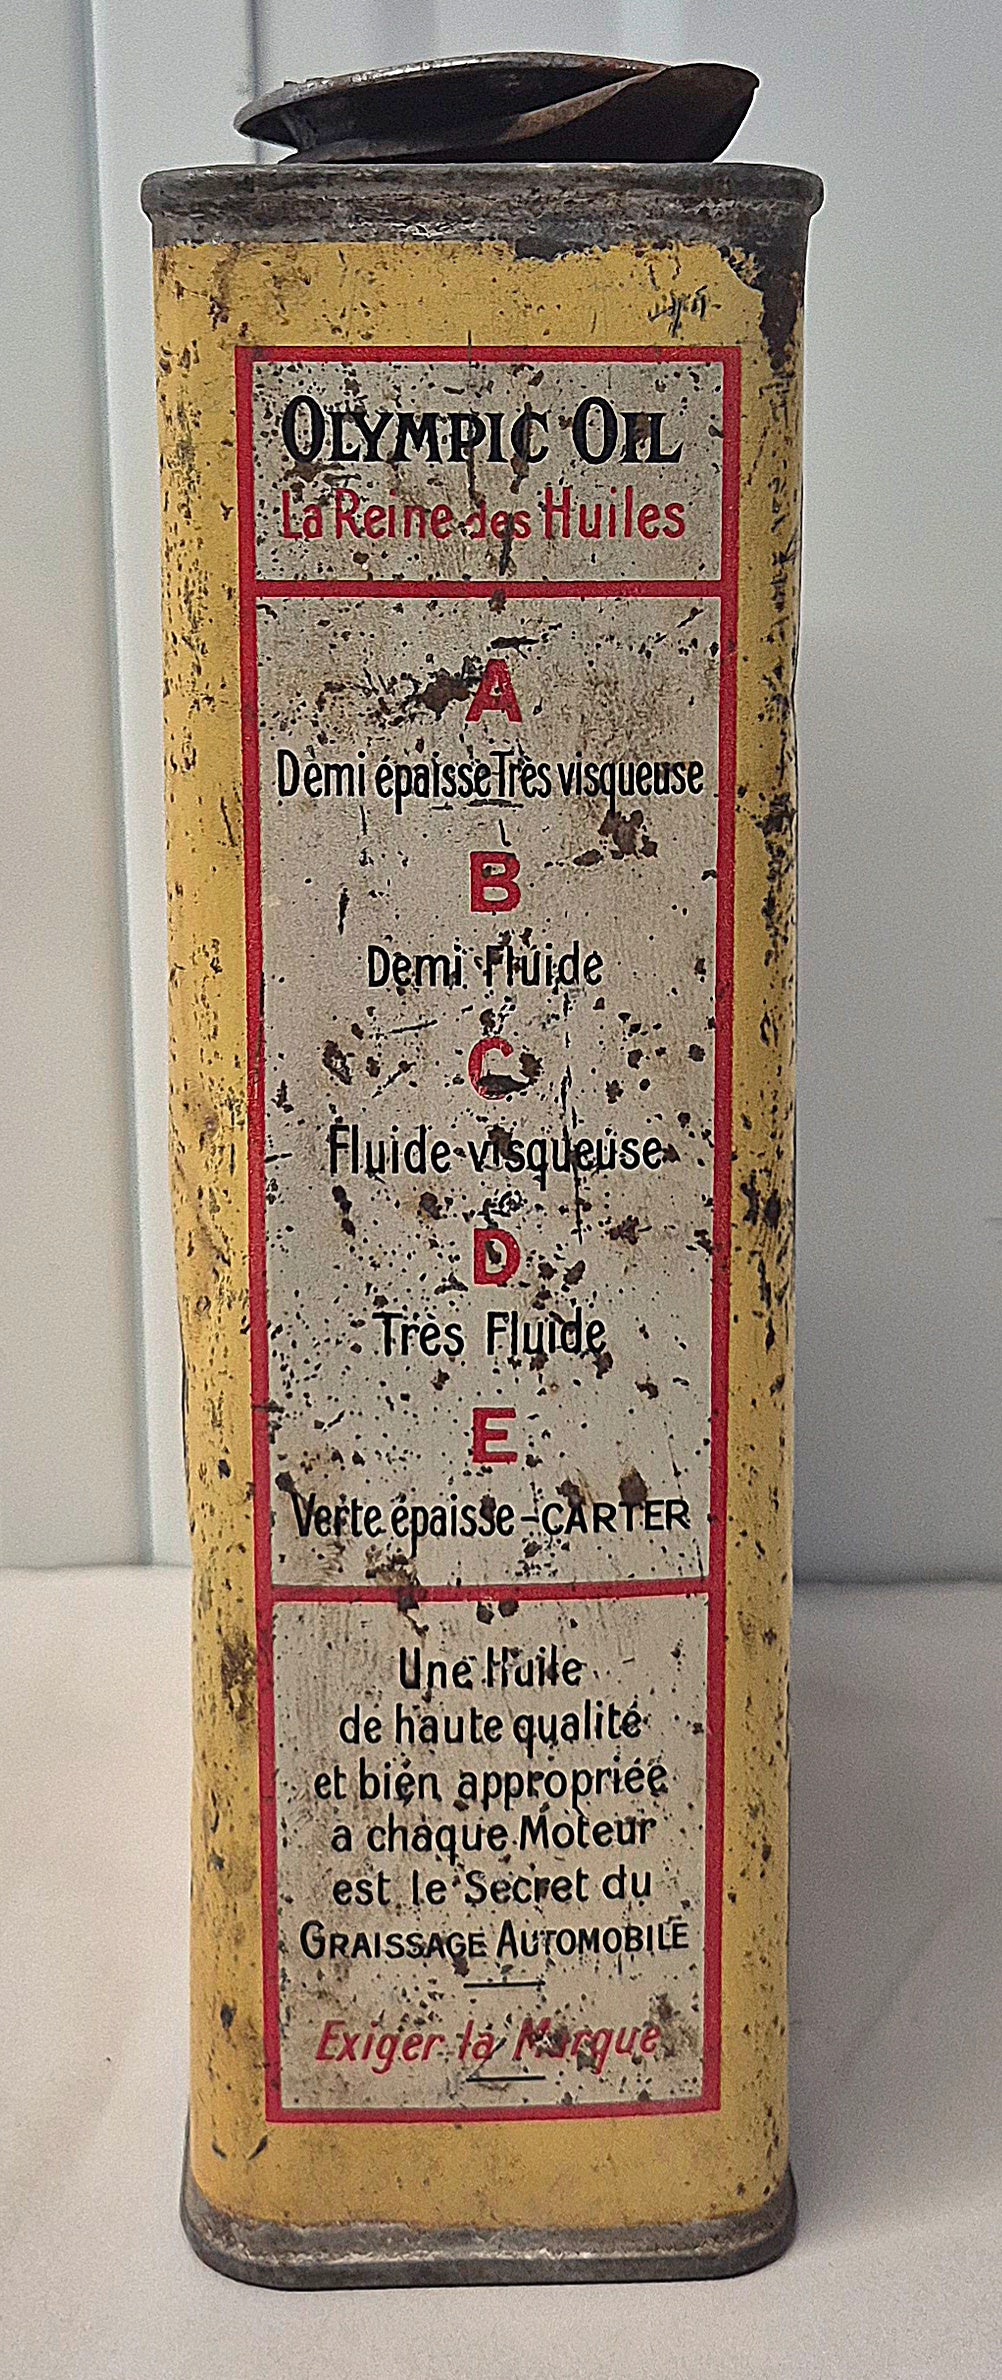 OLYMPIC OIL
La Reine des Huiles
A
Demi épaisse Très visqueuse
B
Demi Fluide
C
Fluide visqueuse
D
Très Fluide
E
Verte épaisse - CARTER
Une Huile
de haute qualité
et bien appropriée
a chaque Moteur
est le Secret du
GRAISSAGE AUTOMOBILE
Exiger la Marque